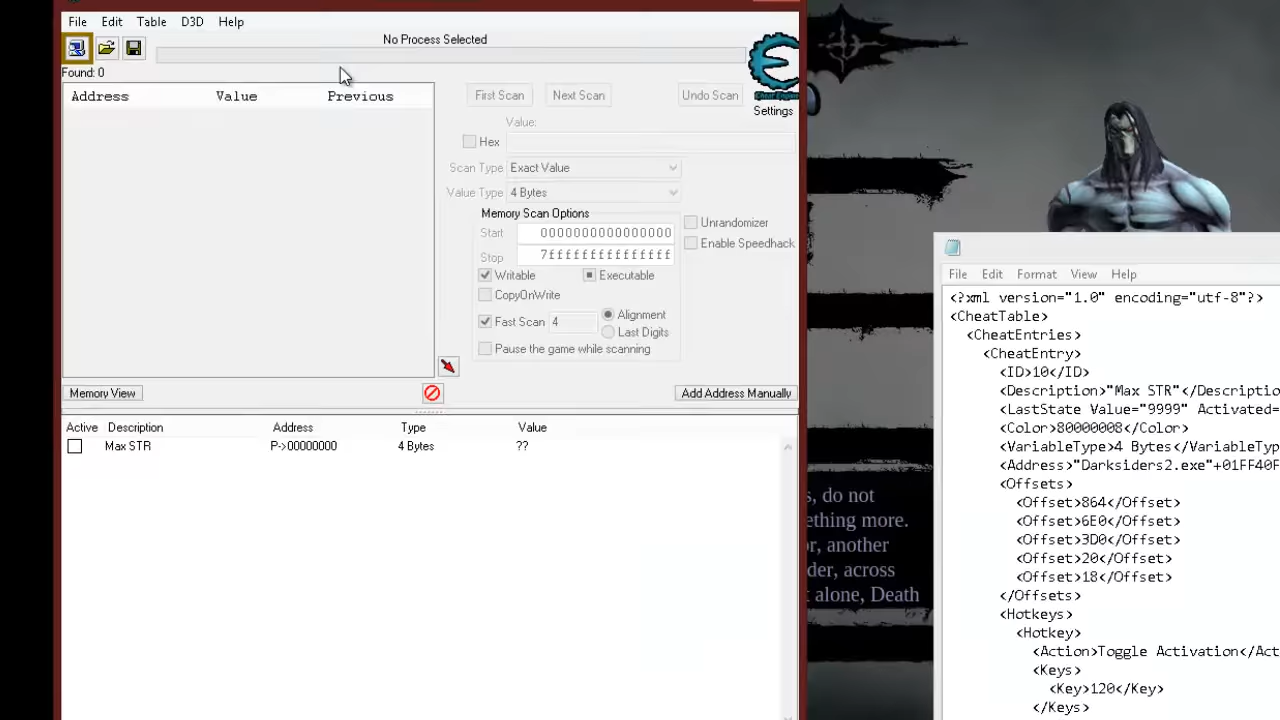 File Edit Table D3D Help
No Process Selected
Found: 0
Address Value Previous
First Scan Next Scan Undo Scan
Cheat Engine
Settings
Value:
Hex
Scan Type Exact Value
Value Type 4 Bytes
Memory Scan Options
Start 0000000000000000
Stop 7fffffffffffffff
Unrandomizer
Enable Speedhack
Writable Executable
CopyOnWrite
Fast Scan 4 Alignment
Last Digits
Pause the game while scanning
Memory View Add Address Manually
Active Description Address Type Value
Max STR P->00000000 4 Bytes ??
s, do not
ething more.
or, another
der, across
t alone, Death
File Edit Format View Help
<?xml version="1.0" encoding="utf-8"?>
<CheatTable>
<CheatEntries>
<CheatEntry>
<ID>10</ID>
<Description>"Max STR"</Descriptio
<LastState Value="9999" Activated=
<Color>80000008</Color>
<VariableType>4 Bytes</VariableTyp
<Address>"Darksiders2.exe"+01FF40F
<Offsets>
<Offset>864</Offset>
<Offset>6E0</Offset>
<Offset>3D0</Offset>
<Offset>20</Offset>
<Offset>18</Offset>
</Offsets>
<Hotkeys>
<Hotkey>
<Action>Toggle Activation</Act
<Keys>
<Key>120</Key>
</Keys>